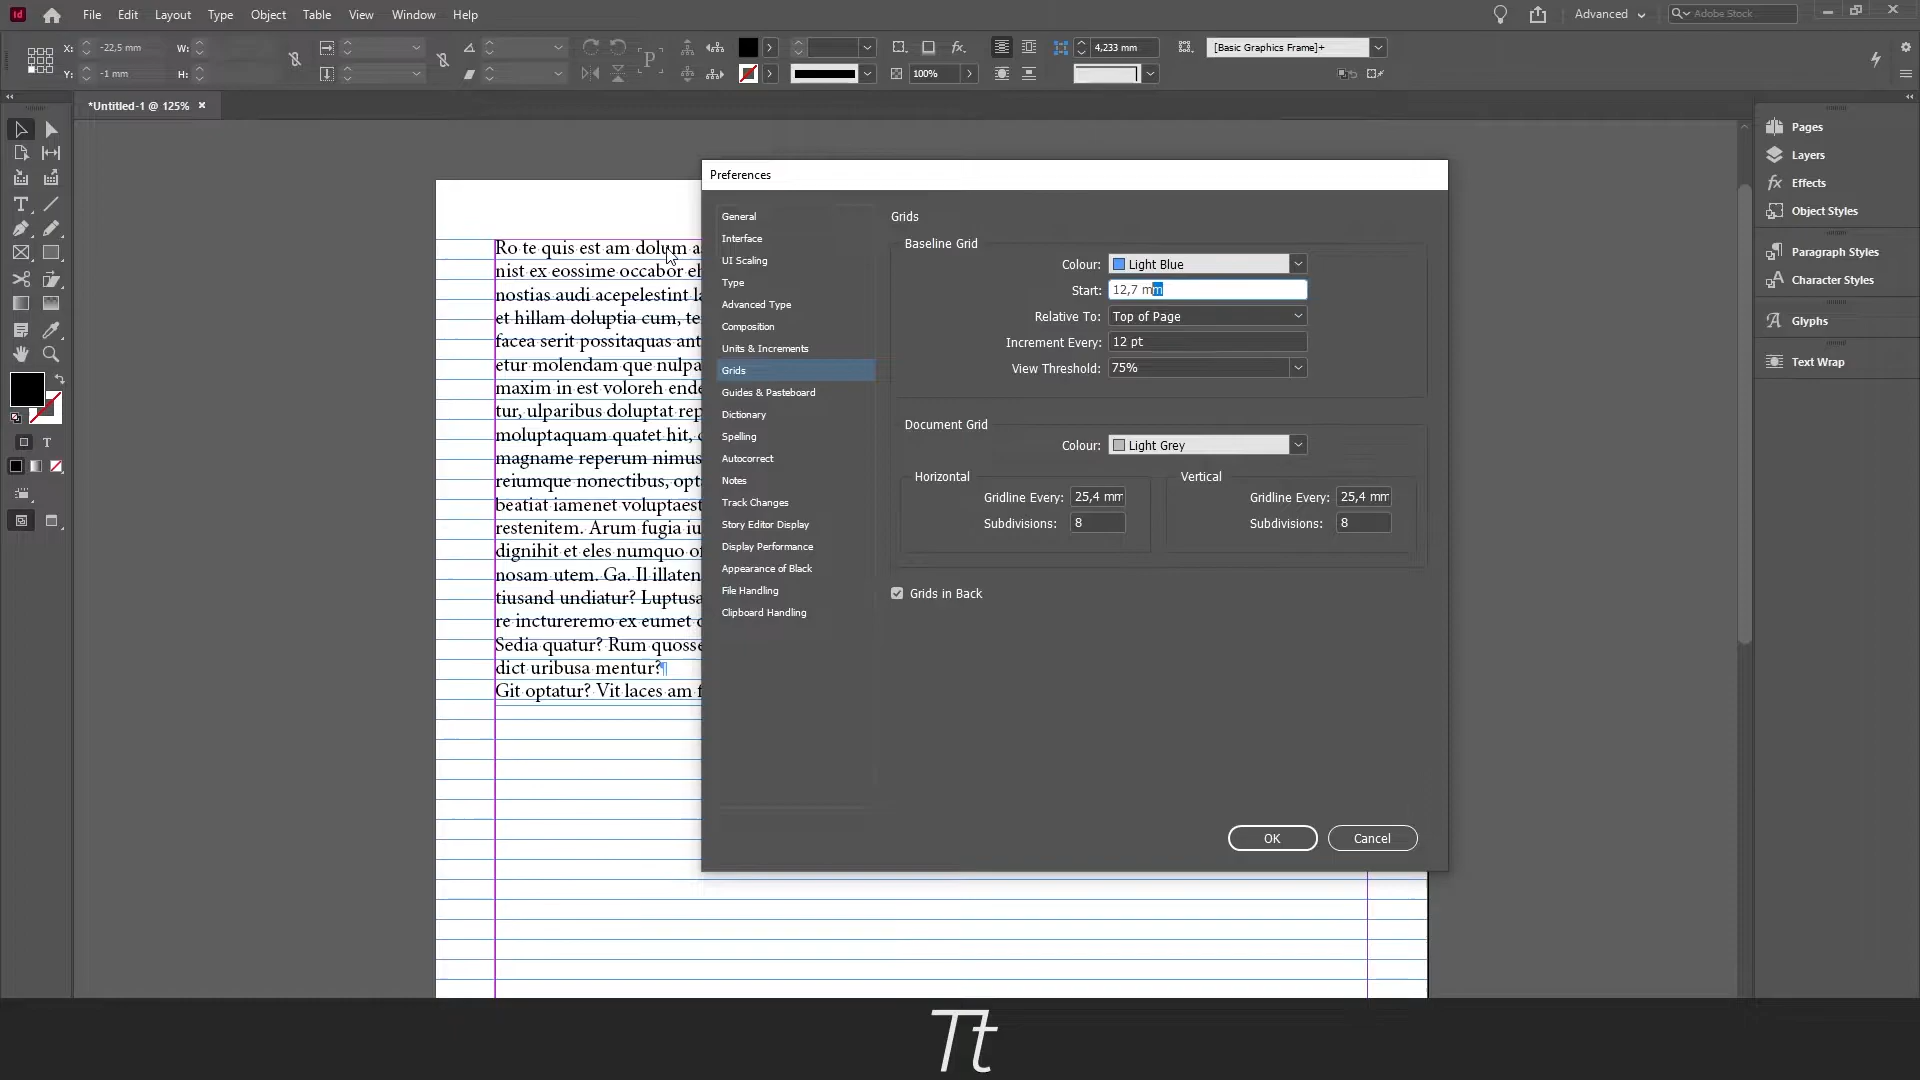 Id File Edit Layout Type Object Table View Window Help Advanced Adobe Stock
X: -22,5 mm W: 4,233 mm [Basic Graphics Frame]+
Y: -1 mm H: 100%
*Untitled-1 @ 125%
Ro te quis est am dolum a
nist ex eossime occabor
nostias audi acepelestint
et hillam doluptia cum,
facea serit possitaquas
etur molendam que nulpa
maxim in est voloreh
tur, ulparibus doluptat
moluptaquam quatet hit,
magname reperum nimus
reiumque nonectibus,
beatiat iamenet
restenitem. Arum fugia
dignihit et eles numquo
nosam utem. Ga. Il
tiusand undiatur?
re inctureremo ex eumet
Sedia quatur? Rum
dict uribusa mentur?¶
Git optatur? Vit laces am
Preferences
General
Interface
UI Scaling
Type
Advanced Type
Composition
Units & Increments
Grids
Guides & Pasteboard
Dictionary
Spelling
Autocorrect
Notes
Track Changes
Story Editor Display
Display Performance
Appearance of Black
File Handling
Clipboard Handling
Grids
Baseline Grid
Colour: Light Blue
Start: 12,7 mm
Relative To: Top of Page
Increment Every: 12 pt
View Threshold: 75%
Document Grid
Colour: Light Grey
Horizontal Vertical
Gridline Every: 25,4 mm Gridline Every: 25,4 mm
Subdivisions: 8 Subdivisions: 8
Grids in Back
OK Cancel
Pages
Layers
Effects
Object Styles
Paragraph Styles
Character Styles
Glyphs
Text Wrap
Tt